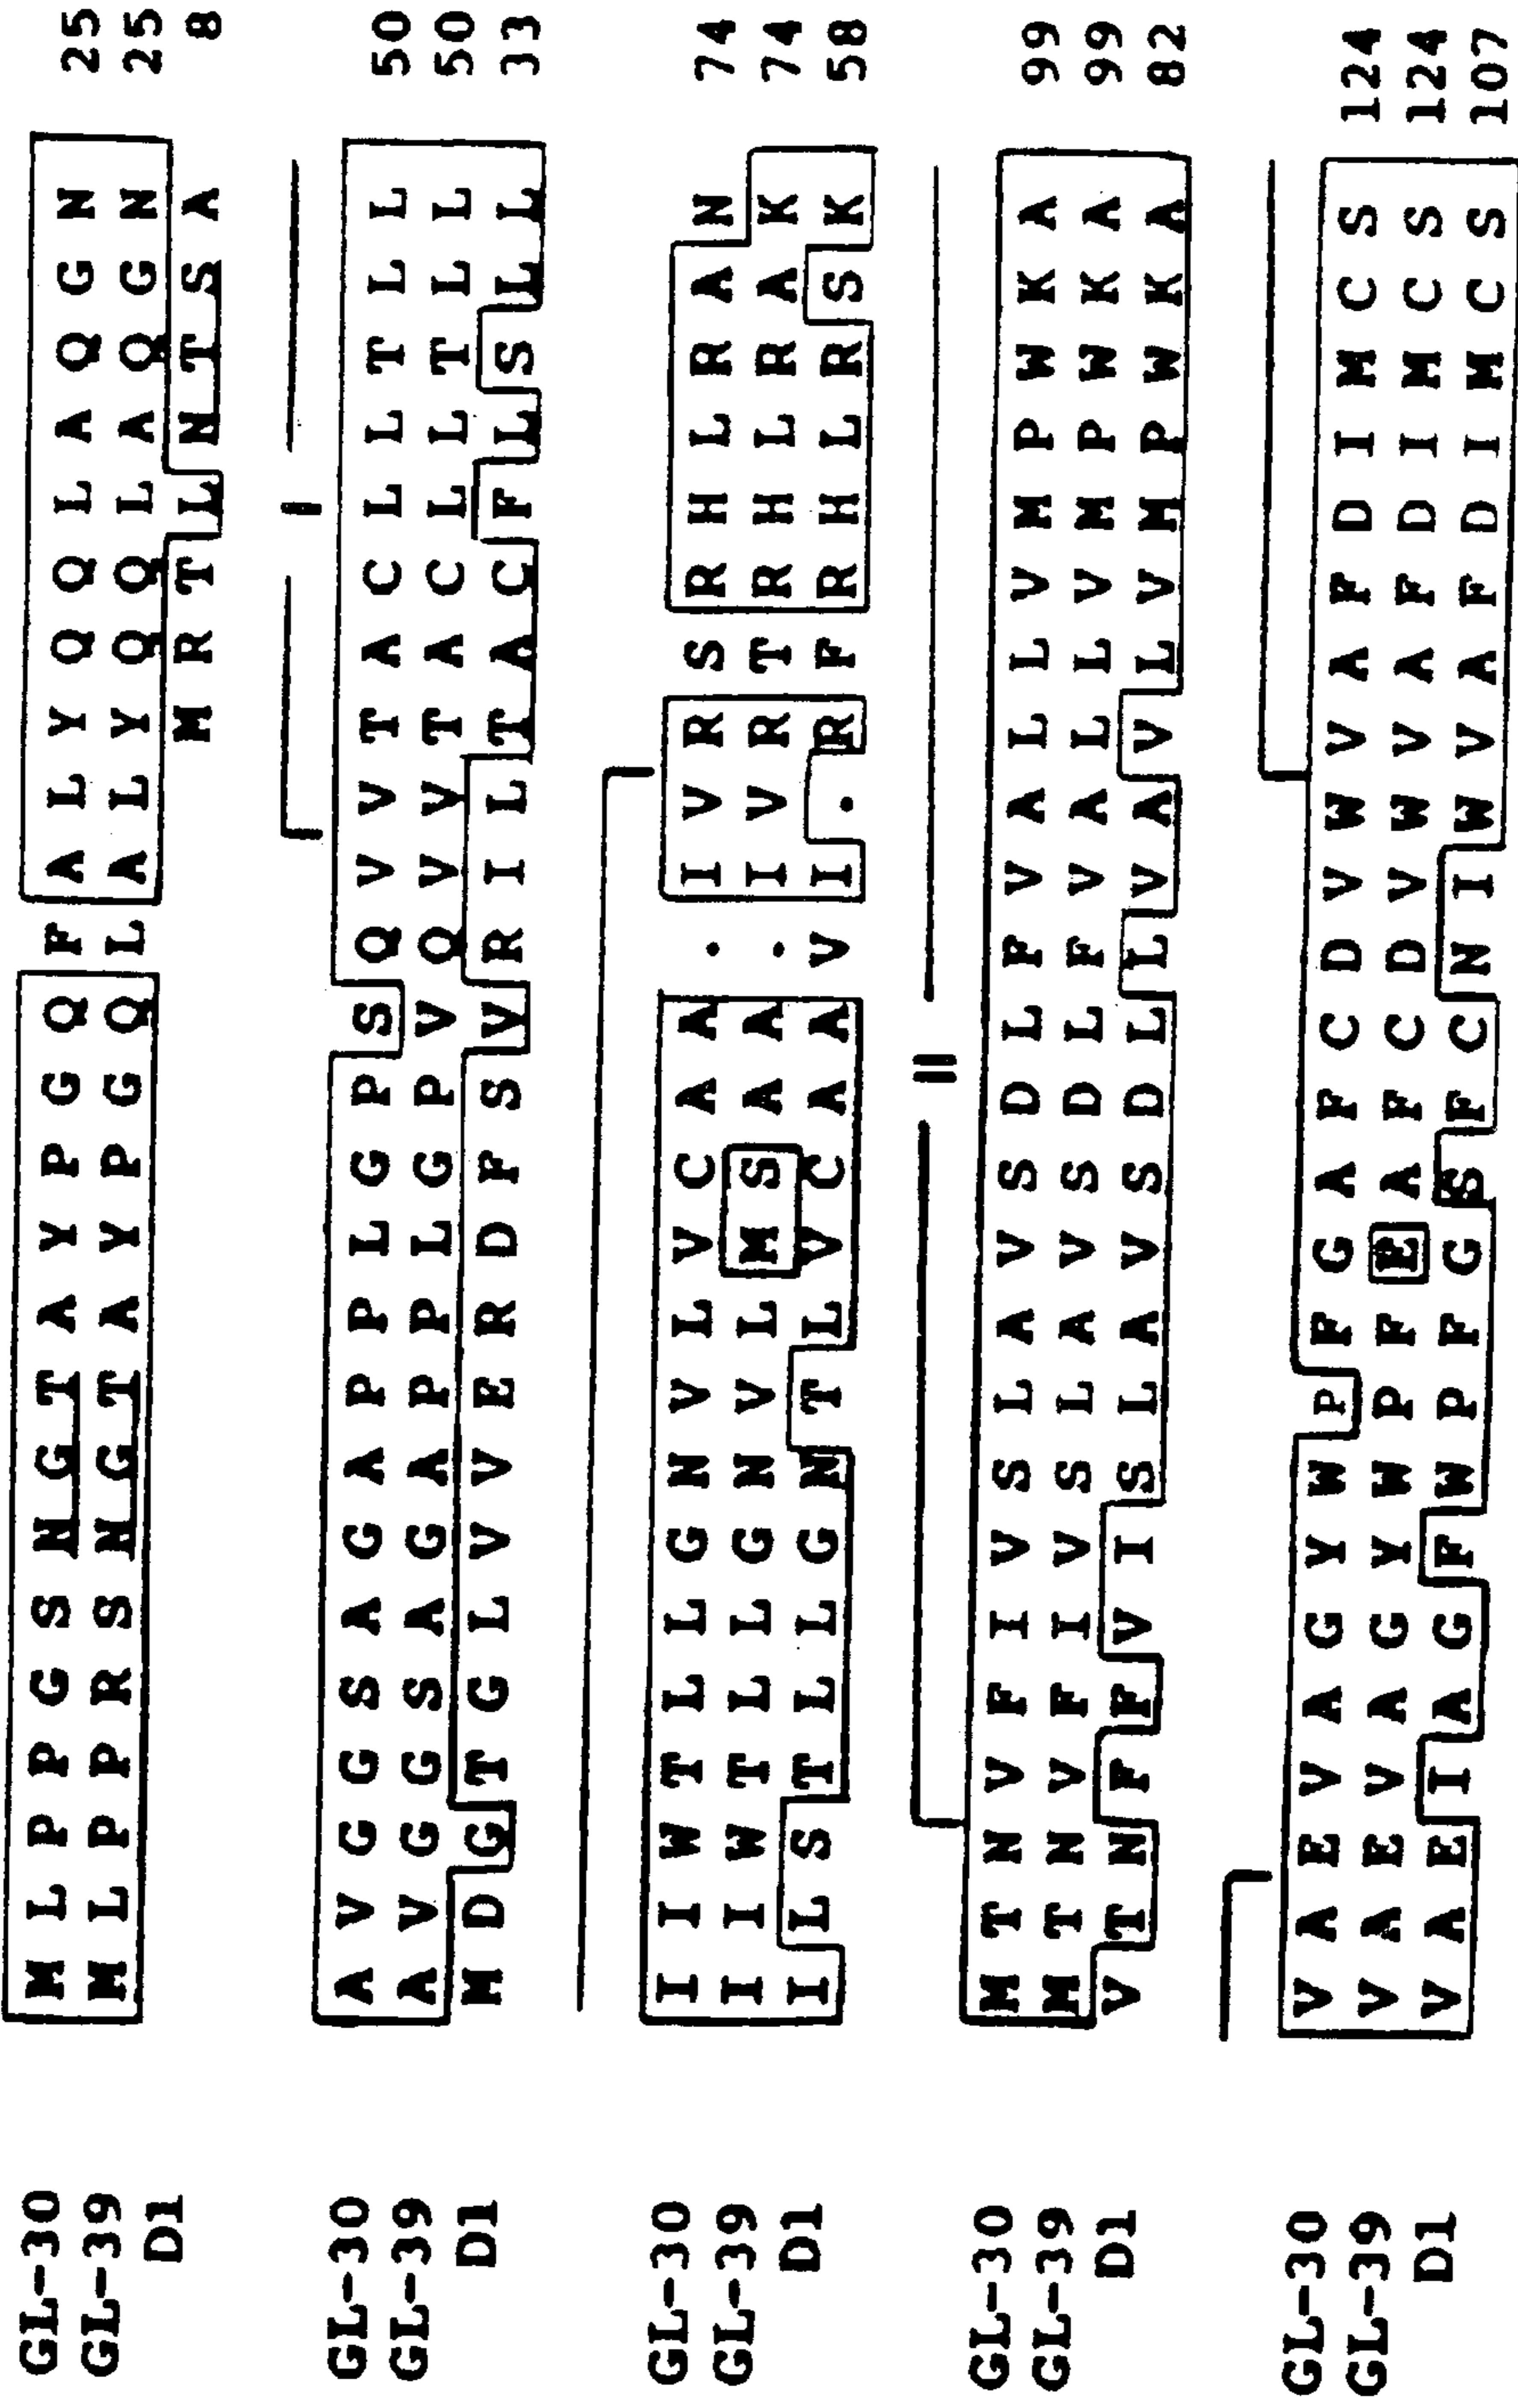 GL-30 M L P P G S N G T A Y P G Q F A L Y Q Q L A Q G N 25
GL-39 M L P P R S N G T A Y P G Q L A L Y Q Q L A Q G N 25
D1 M R T L N T S A 8
I
GL-30 A V G G S A G A P P L G P S Q V V T A C L L T L L 50
GL-39 A V G G S A G A P P L G P V Q V V T A C L L T L L 50
D1 M D G T G L V V E R D F S V R I L T A C F L S L L 33
GL-30 I I W T L L G N V L V C A A . I V R S R H L R A N 74
GL-39 I I W T L L G N V L M S A A . I V R T R H L R A K 74
D1 I L S T L L G N T L V C A A V I . R F R H L R S K 58
II
GL-30 M T N V F I V S L A V S D L F V A L L V M P W K A 99
GL-39 M T N V F I V S L A V S D L F V A L L V M P W K A 99
D1 V T N F F V I S L A V S D L L V A V L V M P W K A 82
GL-30 V A E V A G Y W P F G A F C D V W V A F D I M C S 124
GL-39 V A E V A G Y W P F E A F C D V W V A F D I M C S 124
D1 V A E I A G F W P F G S F C N I W V A F D I M C S 107